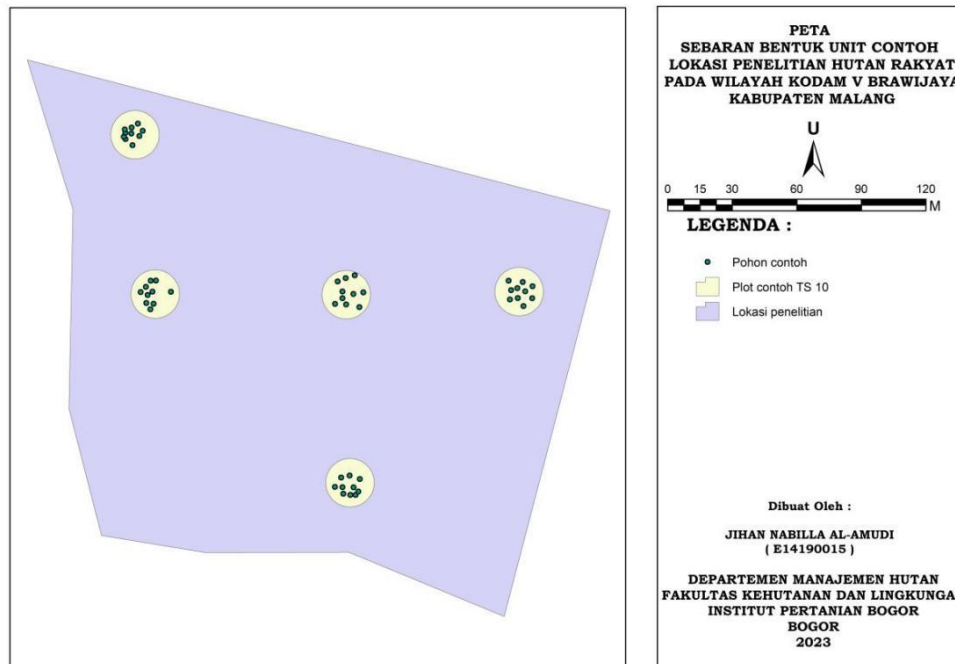 PETA
SEBARAN BENTUK UNIT CONTOH
LOKASI PENELITIAN HUTAN RAKYAT
PADA WILAYAH KODAM V BRAWIJAYA
KABUPATEN MALANG
U
0 15 30 60 90 120
M
LEGENDA :
Pohon contoh
Plot contoh TS 10
Lokasi penelitian
Dibuat Oleh :
JIHAN NABILLA AL-AMUDI
( E14190015 )
DEPARTEMEN MANAJEMEN HUTAN
FAKULTAS KEHUTANAN DAN LINGKUNGA
INSTITUT PERTANIAN BOGOR
BOGOR
2023